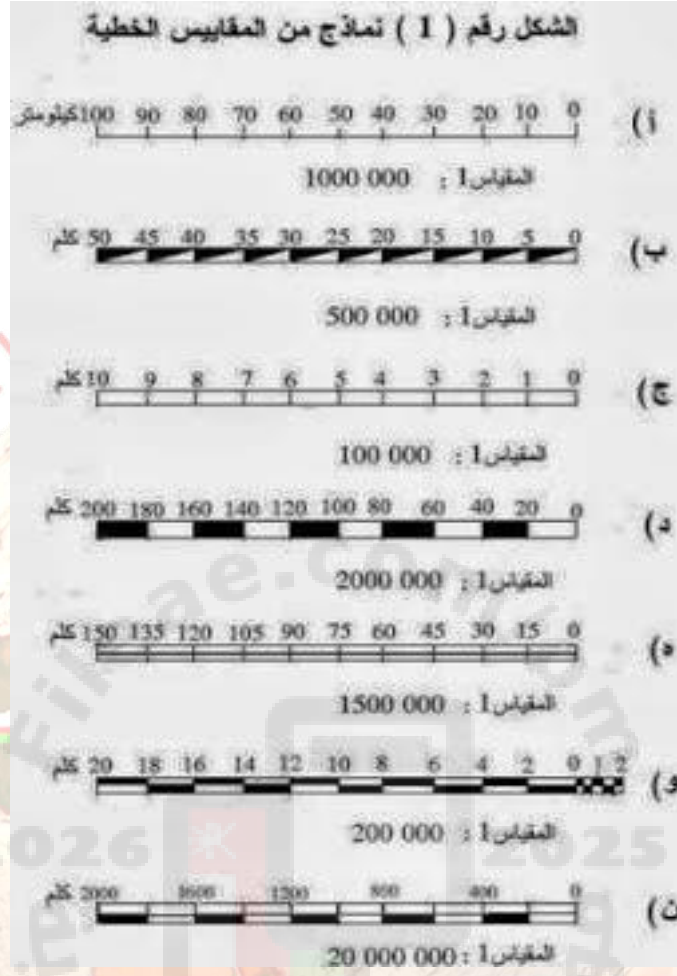 الشكل رقم ( 1 ) نماذج من المقاييس الخطية
أ)
0 10 20 30 40 50 60 70 80 90 100 كيلومتر
المقياس 1 : 1000 000
ب)
0 5 10 15 20 25 30 35 40 45 50 كلم
المقياس 1 : 500 000
ج)
0 1 2 3 4 5 6 7 8 9 10 كلم
المقياس 1 : 100 000
د)
0 20 40 60 80 100 120 140 160 180 200 كلم
المقياس 1 : 2000 000
ه)
0 15 30 45 60 75 90 105 120 135 150 كلم
المقياس 1 : 1500 000
و)
2 1 0 2 4 6 8 10 12 14 16 18 20 كلم
المقياس 1 : 200 000
ن)
0 400 800 1200 1600 2000 كلم
المقياس 1 : 20 000 000
2026
2025